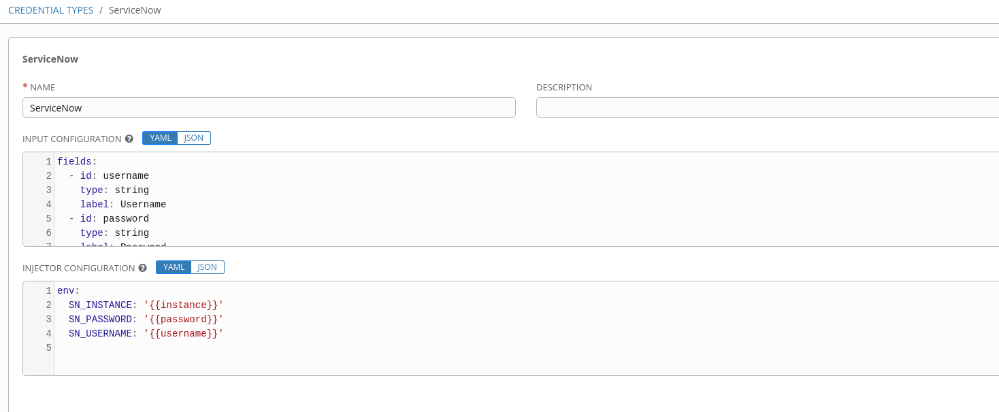 CREDENTIAL TYPES / ServiceNow
ServiceNow
* NAME
DESCRIPTION
ServiceNow
INPUT CONFIGURATION ? YAML JSON
1 fields:
2   - id: username
3     type: string
4     label: Username
5   - id: password
6     type: string
7     label: Password
INJECTOR CONFIGURATION ? YAML JSON
1 env:
2   SN_INSTANCE: '{{instance}}'
3   SN_PASSWORD: '{{password}}'
4   SN_USERNAME: '{{username}}'
5